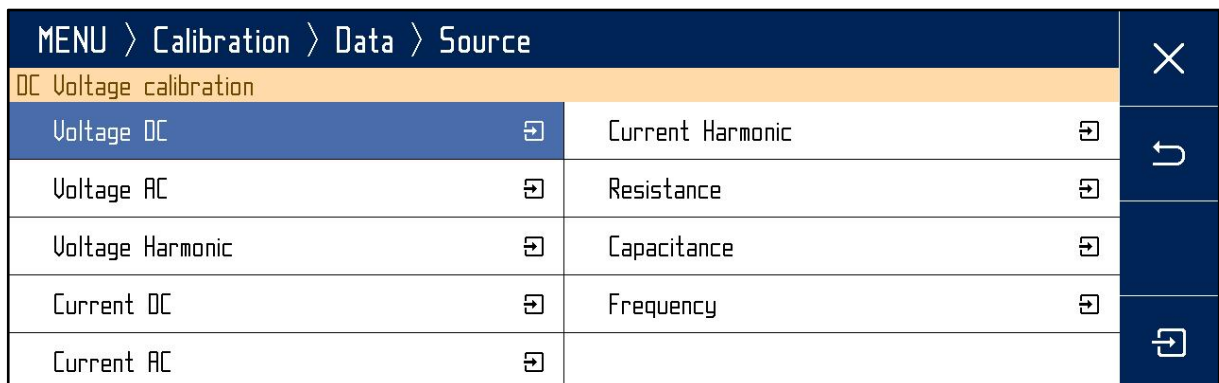 MENU 〉 Calibration 〉 Data 〉 Source
DC Voltage calibration
Voltage DC
Voltage AC
Voltage Harmonic
Current DC
Current AC
Current Harmonic
Resistance
Capacitance
Frequency